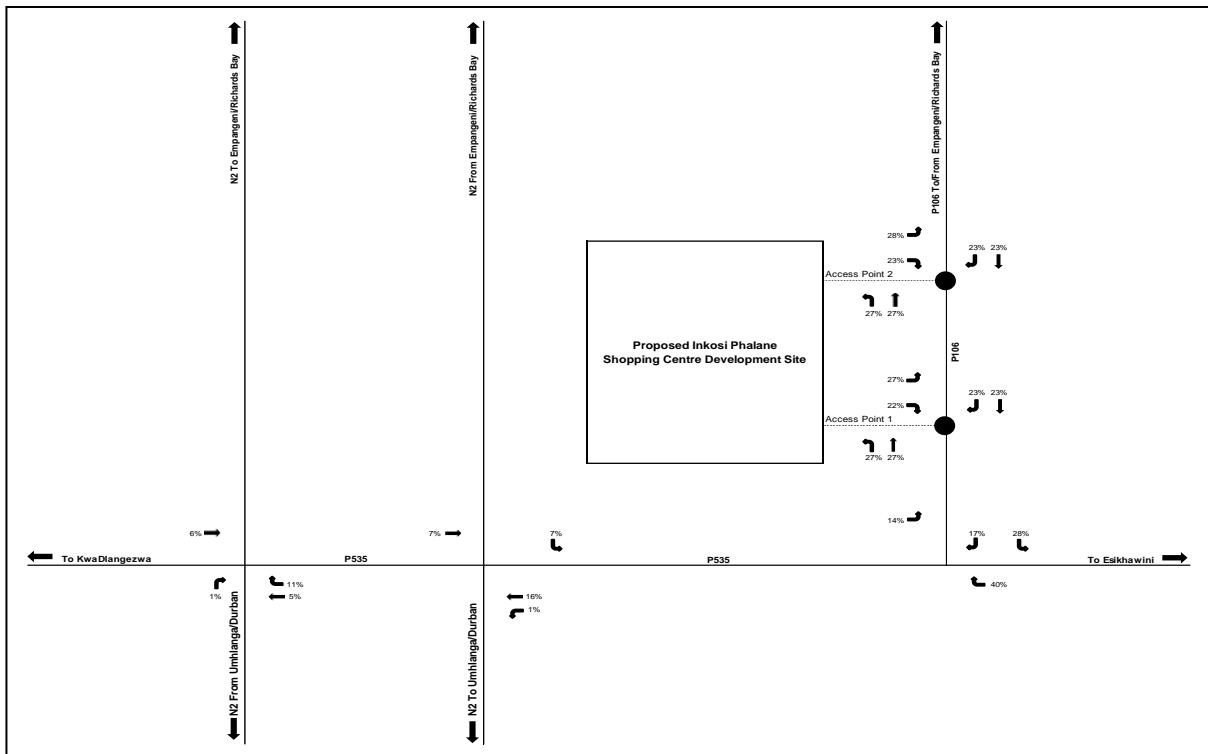 N2 To Empangeni/Richards Bay
N2 From Empangeni/Richards Bay
P106 To/From Empangeni/Richards Bay
28%
23% 23%
23%
Access Point 2
27% 27%
Proposed Inkosi Phalane
Shopping Centre Development Site
P106
27%
23% 23%
22%
Access Point 1
27% 27%
14%
6%
7%
7%
17% 28%
To KwaDlangezwa
P535
P535
To Esikhawini
1%
11%
5%
16%
1%
40%
N2 From Umhlanga/Durban
N2 To Umhlanga/Durban